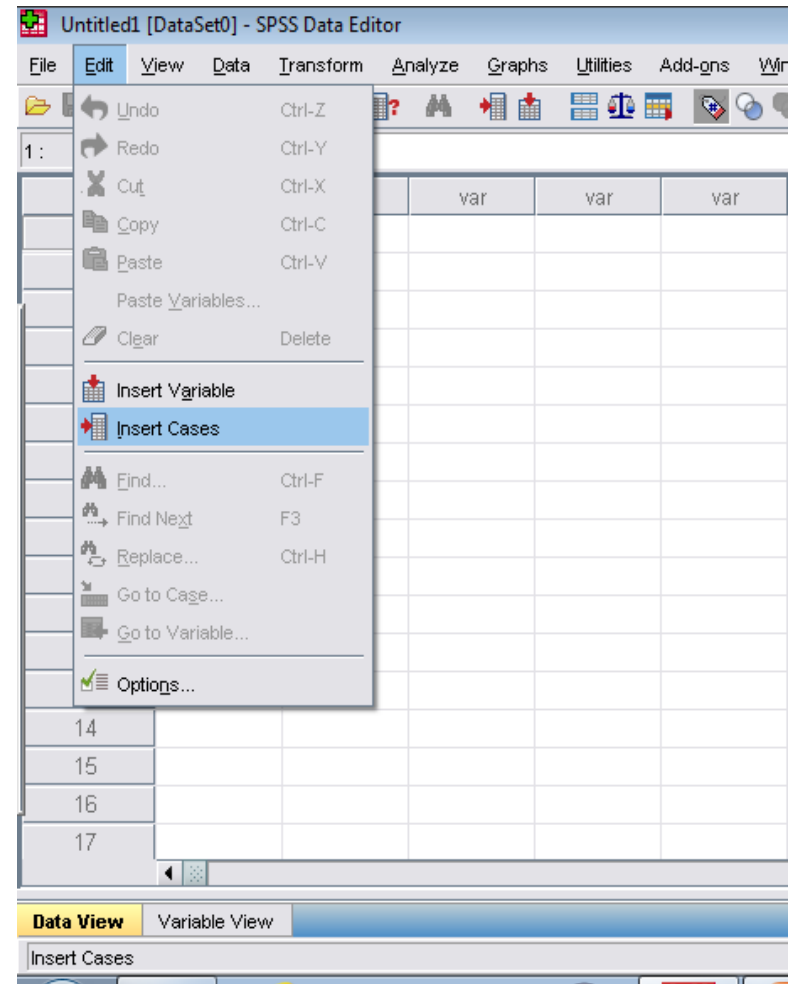 Untitled1 [DataSet0] - SPSS Data Editor
File Edit View Data Transform Analyze Graphs Utilities Add-ons
1 :
Undo Ctrl-Z
Redo Ctrl-Y
Cut Ctrl-X
var var var
Copy Ctrl-C
Paste Ctrl-V
Paste Variables...
Clear Delete
Insert Variable
Insert Cases
Find... Ctrl-F
Find Next F3
Replace... Ctrl-H
Go to Case...
Go to Variable...
Options...
14
15
16
17
Data View Variable View
Insert Cases